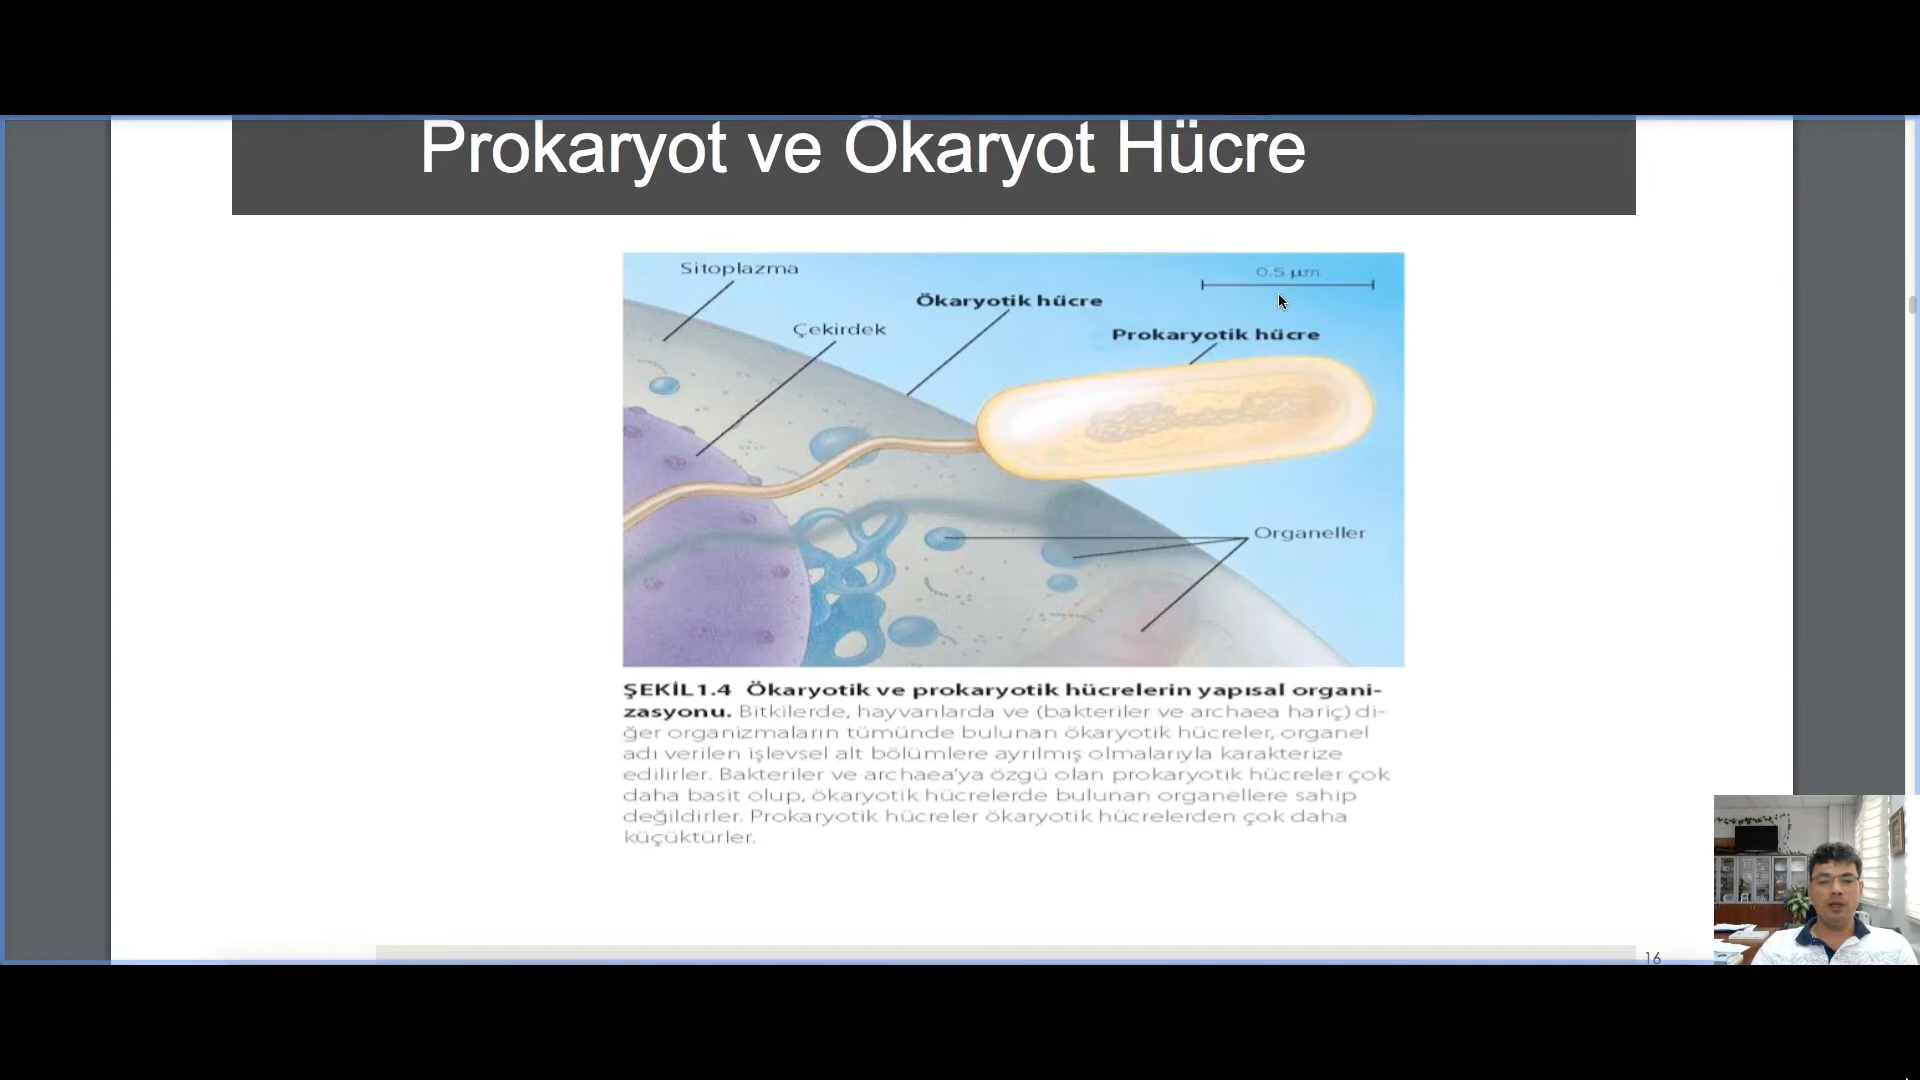 Prokaryot ve Ökaryot Hücre
Sitoplazma
0.5 µm
Ökaryotik hücre
Çekirdek
Prokaryotik hücre
Organeller
ŞEKİL1.4 Ökaryotik ve prokaryotik hücrelerin yapısal organi-
zasyonu. Bitkilerde, hayvanlarda ve (bakteriler ve archaea hariç) di-
ğer organizmaların tümünde bulunan ökaryotik hücreler, organel
adı verilen işlevsel alt bölümlere ayrılmış olmalarıyla karakterize
edilirler. Bakteriler ve archaea'ya özgü olan prokaryotik hücreler çok
daha basit olup, ökaryotik hücrelerde bulunan organellere sahip
değildirler. Prokaryotik hücreler ökaryotik hücrelerden çok daha
küçüktürler.
16